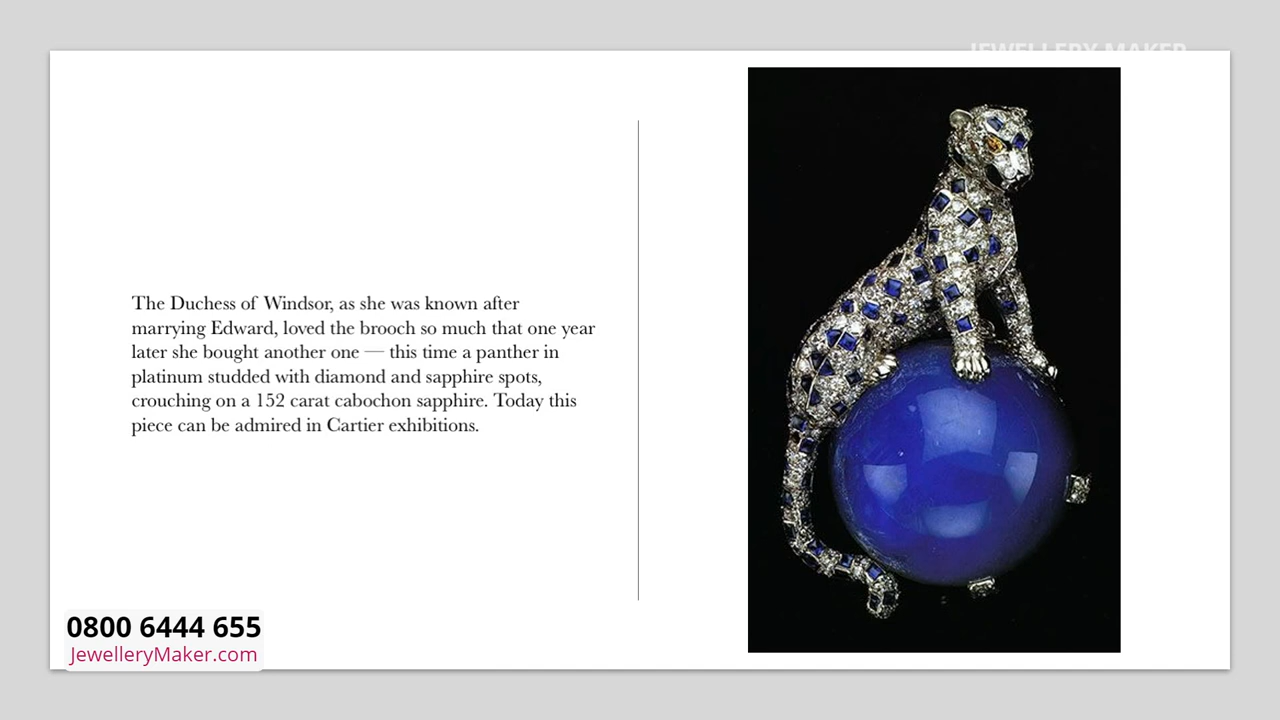 JEWELLERY MAKER
The Duchess of Windsor, as she was known after
marrying Edward, loved the brooch so much that one year
later she bought another one — this time a panther in
platinum studded with diamond and sapphire spots,
crouching on a 152 carat cabochon sapphire. Today this
piece can be admired in Cartier exhibitions.
0800 6444 655
JewelleryMaker.com